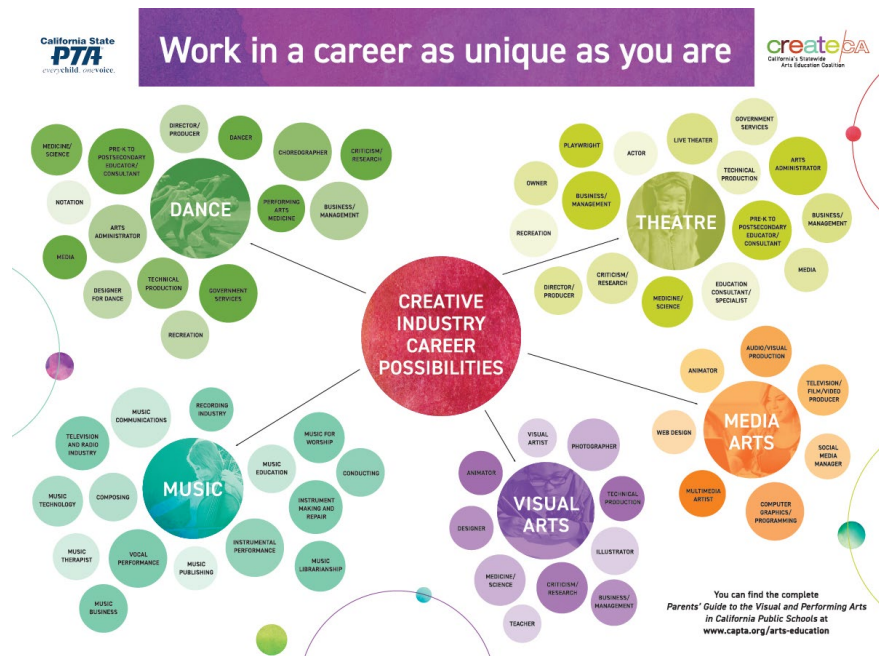 California State
PTA
everychild. onevoice.
Work in a career as unique as you are
create CA
California's Statewide
Arts Education Coalition
CREATIVE
INDUSTRY
CAREER
POSSIBILITIES
DANCE
MEDICINE/
SCIENCE
PRE-K TO
POSTSECONDARY
EDUCATOR/
CONSULTANT
DIRECTOR/
PRODUCER
DANCER
CHOREOGRAPHER
CRITICISM/
RESEARCH
NOTATION
ARTS
ADMINISTRATOR
PERFORMING
ARTS
MEDICINE
BUSINESS/
MANAGEMENT
MEDIA
DESIGNER
FOR DANCE
TECHNICAL
PRODUCTION
GOVERNMENT
SERVICES
RECREATION
THEATRE
PLAYWRIGHT
ACTOR
LIVE THEATER
GOVERNMENT
SERVICES
OWNER
BUSINESS/
MANAGEMENT
TECHNICAL
PRODUCTION
ARTS
ADMINISTRATOR
RECREATION
PRE-K TO
POSTSECONDARY
EDUCATOR/
CONSULTANT
BUSINESS/
MANAGEMENT
DIRECTOR/
PRODUCER
CRITICISM/
RESEARCH
MEDICINE/
SCIENCE
EDUCATION
CONSULTANT/
SPECIALIST
MEDIA
MUSIC
MUSIC
COMMUNICATIONS
RECORDING
INDUSTRY
TELEVISION
AND RADIO
INDUSTRY
MUSIC FOR
WORSHIP
MUSIC
EDUCATION
CONDUCTING
MUSIC
TECHNOLOGY
COMPOSING
INSTRUMENT
MAKING AND
REPAIR
MUSIC
THERAPIST
VOCAL
PERFORMANCE
MUSIC
PUBLISHING
INSTRUMENTAL
PERFORMANCE
MUSIC
LIBRARIANSHIP
MUSIC
BUSINESS
VISUAL
ARTS
VISUAL
ARTIST
PHOTOGRAPHER
ANIMATOR
TECHNICAL
PRODUCTION
DESIGNER
ILLUSTRATOR
MEDICINE/
SCIENCE
CRITICISM/
RESEARCH
BUSINESS/
MANAGEMENT
TEACHER
MEDIA
ARTS
ANIMATOR
AUDIO/VISUAL
PRODUCTION
TELEVISION/
FILM/VIDEO
PRODUCER
WEB DESIGN
SOCIAL
MEDIA
MANAGER
MULTIMEDIA
ARTIST
COMPUTER
GRAPHICS/
PROGRAMMING
You can find the complete
Parents' Guide to the Visual and Performing Arts
in California Public Schools at
www.capta.org/arts-education